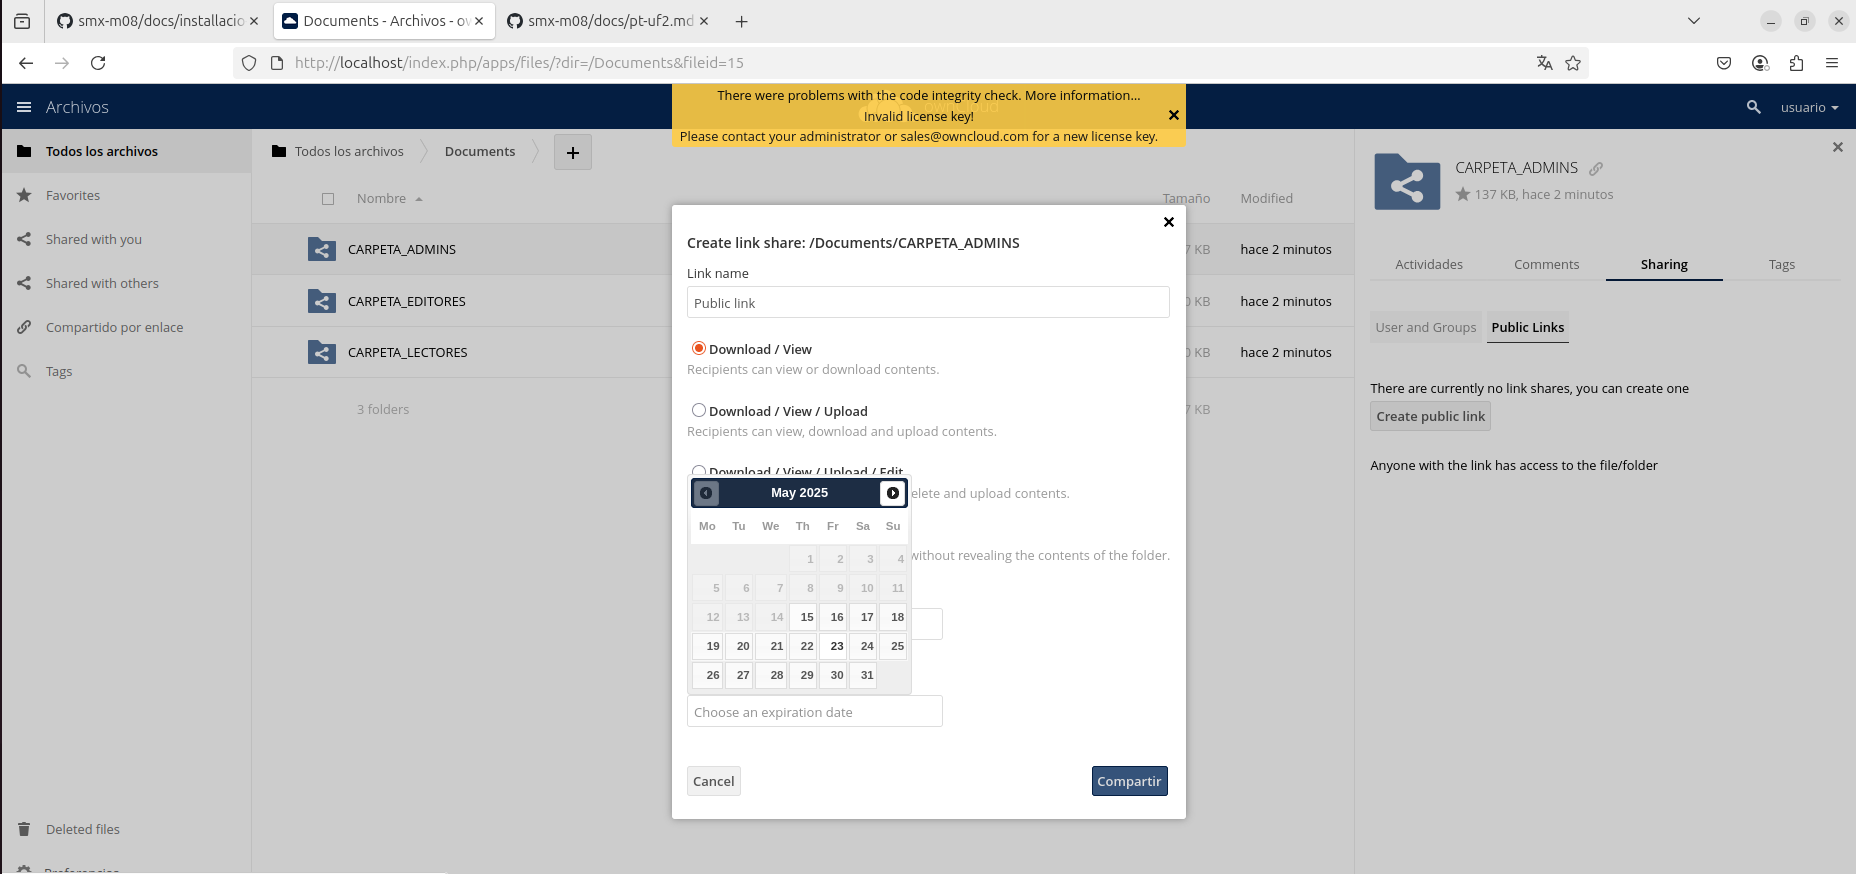 smx-m08/docs/installacio
Documents - Archivos - ow
smx-m08/docs/pt-uf2.md
http://localhost/index.php/apps/files/?dir=/Documents&fileid=15
Archivos
There were problems with the code integrity check. More information...
Invalid license key!
Please contact your administrator or sales@owncloud.com for a new license key.
usuario
Todos los archivos
Favorites
Shared with you
Shared with others
Compartido por enlace
Tags
Deleted files
Preferencias
Todos los archivos
Documents
+
Nombre
Tamaño
Modified
CARPETA_ADMINS
7 KB
hace 2 minutos
CARPETA_EDITORES
0 KB
hace 2 minutos
CARPETA_LECTORES
0 KB
hace 2 minutos
3 folders
7 KB
Create link share: /Documents/CARPETA_ADMINS
Link name
Public link
Download / View
Recipients can view or download contents.
Download / View / Upload
Recipients can view, download and upload contents.
Download / View / Upload / Edit
elete and upload contents.
without revealing the contents of the folder.
May 2025
Mo Tu We Th Fr Sa Su
1 2 3 4
5 6 7 8 9 10 11
12 13 14 15 16 17 18
19 20 21 22 23 24 25
26 27 28 29 30 31
Choose an expiration date
Cancel
Compartir
CARPETA_ADMINS
137 KB, hace 2 minutos
Actividades
Comments
Sharing
Tags
User and Groups
Public Links
There are currently no link shares, you can create one
Create public link
Anyone with the link has access to the file/folder